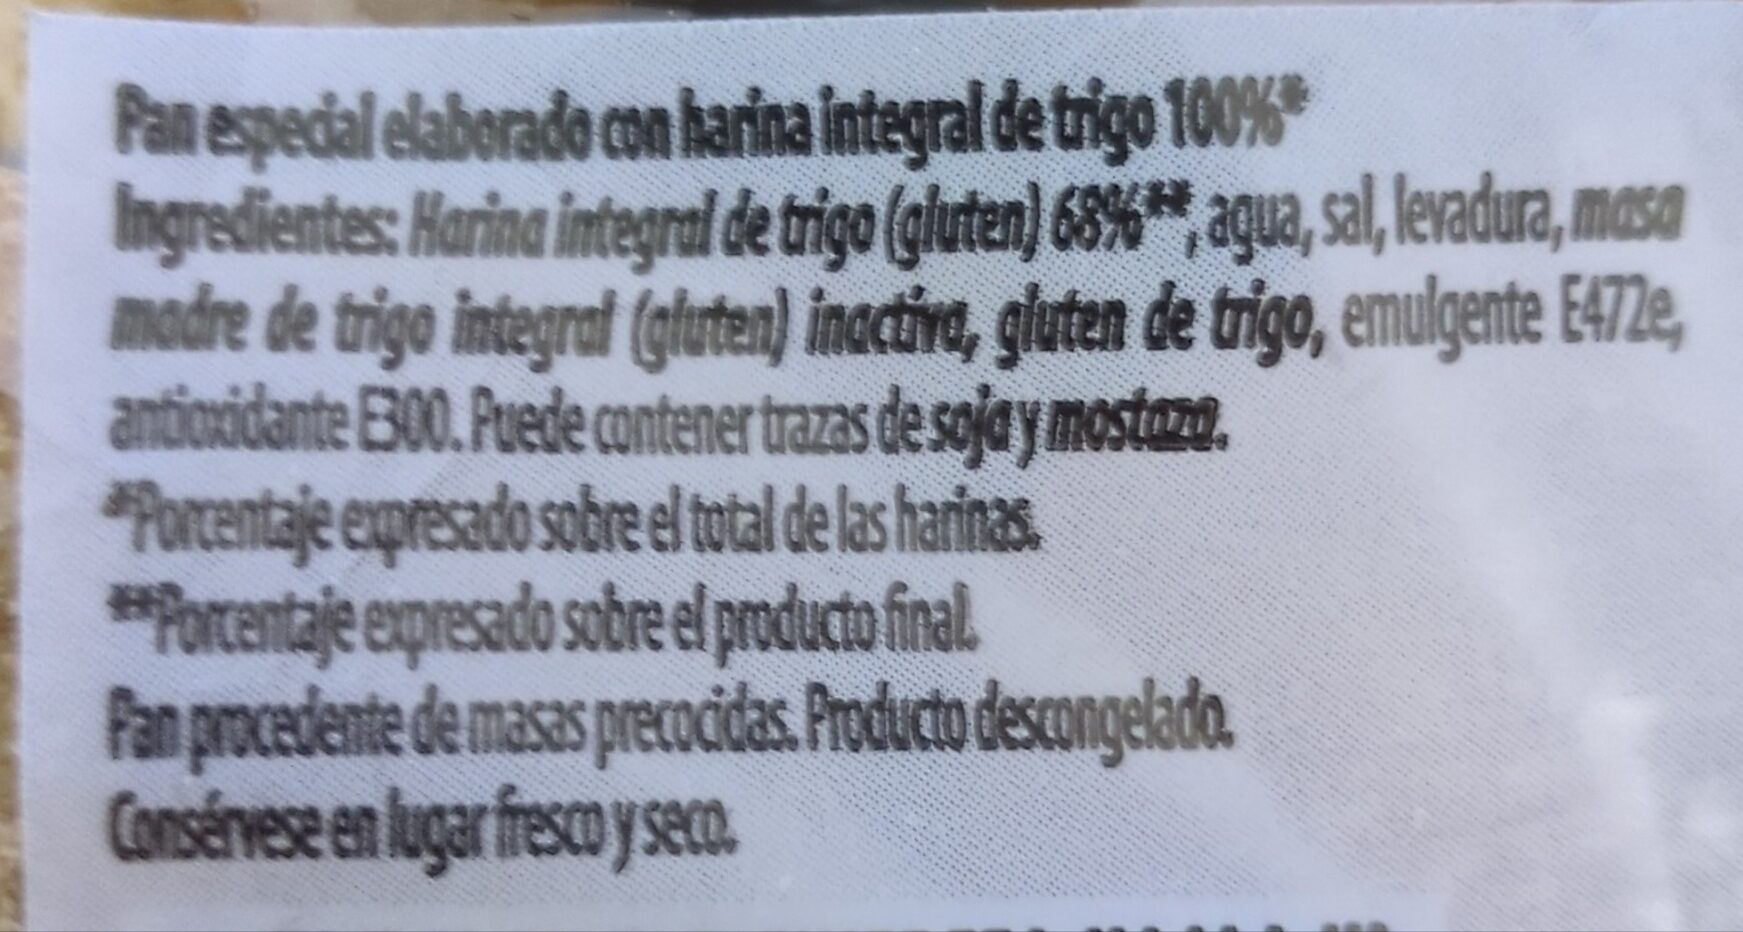 Pan especial elaborado con harina integral de trigo 100%*
Ingredientes: Harina integral de trigo (gluten) 68%**, agua, sal, levadura, masa
madre de trigo integral (gluten) inactiva, gluten de trigo, emulgente E472e,
antioxidante E300. Puede contener trazas de soja y mostaza.
*Porcentaje expresado sobre el total de las harinas.
**Porcentaje expresado sobre el producto final.
Pan procedente de masas precocidas. Producto descongelado.
Consérvese en lugar fresco y seco.